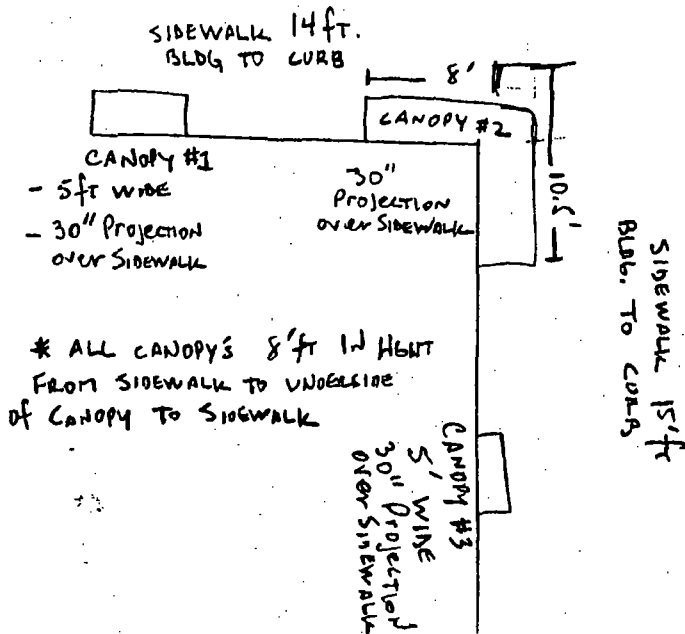 SIDEWALK 14 ft.
BLDG TO CURB
8'
CANOPY #2
10.5'
CANOPY #1
- 5ft WIDE
- 30" Projection
over SIDEWALK
30"
Projection
over SIDEWALK
SIDEWALK 15'ft
BLDG. TO CURB
* ALL CANOPY'S 8'ft IN HGHT
FROM SIDEWALK TO UNDERSIDE
of CANOPY TO SIDEWALK
CANOPY #3
5' WIDE
30" Projection
over SIDEWALK